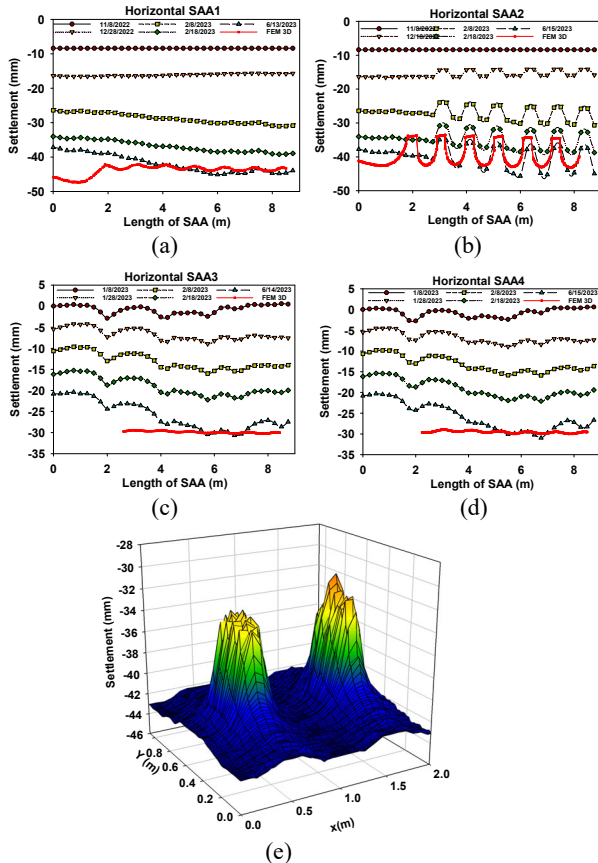 Horizontal SAA1
11/8/2022 2/8/2023 6/13/2023
12/28/2022 2/18/2023 FEM 3D
Settlement (mm)
0
-10
-20
-30
-40
-50
0 2 4 6 8
Length of SAA (m)
(a)
Horizontal SAA2
11/8/2022 2/8/2023 6/15/2023
2/18/2023 FEM 3D
Settlement (mm)
0
-10
-20
-30
-40
-50
0 2 4 6 8
Length of SAA (m)
(b)
Horizontal SAA3
1/8/2023 2/8/2023 6/14/2023
1/28/2023 2/18/2023 FEM 3D
Settlement (mm)
5
0
-5
-10
-15
-20
-25
-30
-35
0 2 4 6 8
Length of SAA (m)
(c)
Horizontal SAA4
1/8/2023 2/8/2023 6/15/2023
1/28/2023 2/18/2023 FEM 3D
Settlement (mm)
5
0
-5
-10
-15
-20
-25
-30
-35
0 2 4 6 8
Length of SAA (m)
(d)
Settlement (mm)
-28
-30
-32
-34
-36
-38
-40
-42
-44
-46
0.8
0.6
0.4
0.2
0.0
Y(m)
0.0
0.5
1.0
1.5
2.0
x(m)
(e)